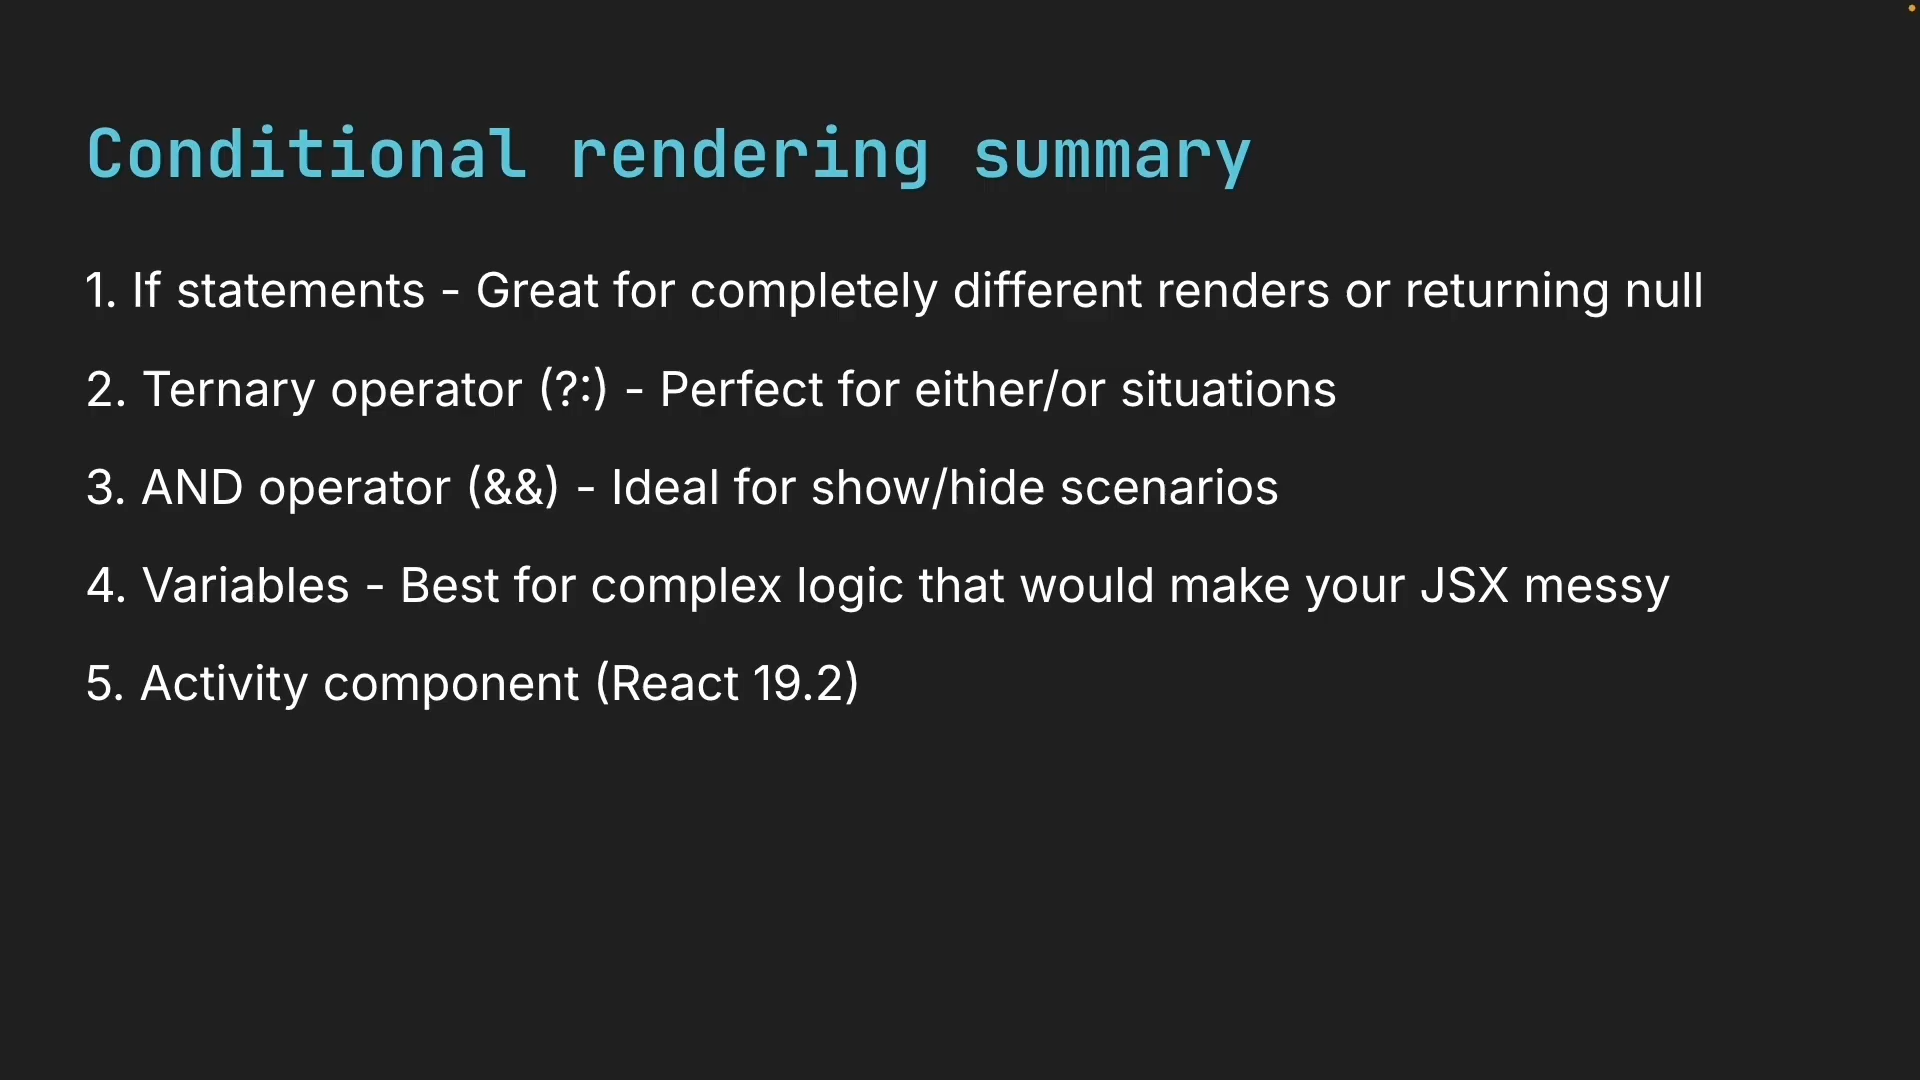 Conditional rendering summary
1. If statements - Great for completely different renders or returning null
2. Ternary operator (?:) - Perfect for either/or situations
3. AND operator (&&) - Ideal for show/hide scenarios
4. Variables - Best for complex logic that would make your JSX messy
5. Activity component (React 19.2)